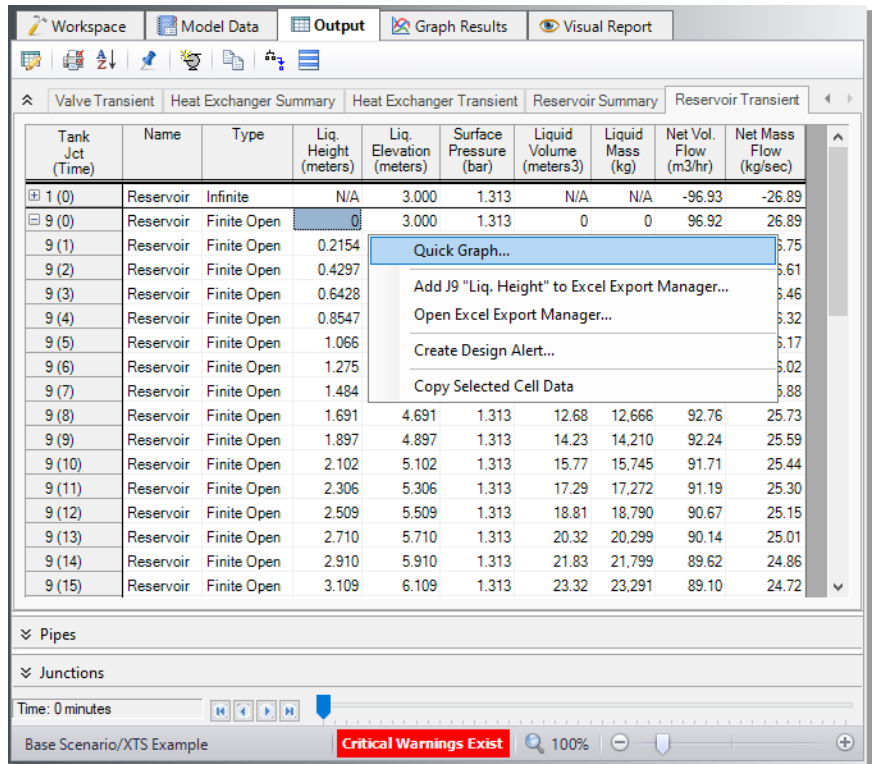 Workspace Model Data Output Graph Results Visual Report
Valve Transient Heat Exchanger Summary Heat Exchanger Transient Reservoir Summary Reservoir Transient
Tank Jct (Time) Name Type Liq. Height (meters) Liq. Elevation (meters) Surface Pressure (bar) Liquid Volume (meters3) Liquid Mass (kg) Net Vol. Flow (m3/hr) Net Mass Flow (kg/sec)
1 (0) Reservoir Infinite N/A 3.000 1.313 N/A N/A -96.93 -26.89
9 (0) Reservoir Finite Open 0 3.000 1.313 0 0 96.92 26.89
9 (1) Reservoir Finite Open 0.2154 .75
9 (2) Reservoir Finite Open 0.4297 .61
9 (3) Reservoir Finite Open 0.6428 .46
9 (4) Reservoir Finite Open 0.8547 .32
9 (5) Reservoir Finite Open 1.066 .17
9 (6) Reservoir Finite Open 1.275 .02
9 (7) Reservoir Finite Open 1.484 .88
Quick Graph...
Add J9 "Liq. Height" to Excel Export Manager...
Open Excel Export Manager...
Create Design Alert...
Copy Selected Cell Data
9 (8) Reservoir Finite Open 1.691 4.691 1.313 12.68 12,666 92.76 25.73
9 (9) Reservoir Finite Open 1.897 4.897 1.313 14.23 14,210 92.24 25.59
9 (10) Reservoir Finite Open 2.102 5.102 1.313 15.77 15,745 91.71 25.44
9 (11) Reservoir Finite Open 2.306 5.306 1.313 17.29 17,272 91.19 25.30
9 (12) Reservoir Finite Open 2.509 5.509 1.313 18.81 18,790 90.67 25.15
9 (13) Reservoir Finite Open 2.710 5.710 1.313 20.32 20,299 90.14 25.01
9 (14) Reservoir Finite Open 2.910 5.910 1.313 21.83 21,799 89.62 24.86
9 (15) Reservoir Finite Open 3.109 6.109 1.313 23.32 23,291 89.10 24.72
Pipes
Junctions
Time: 0 minutes
Base Scenario/XTS Example Critical Warnings Exist 100%